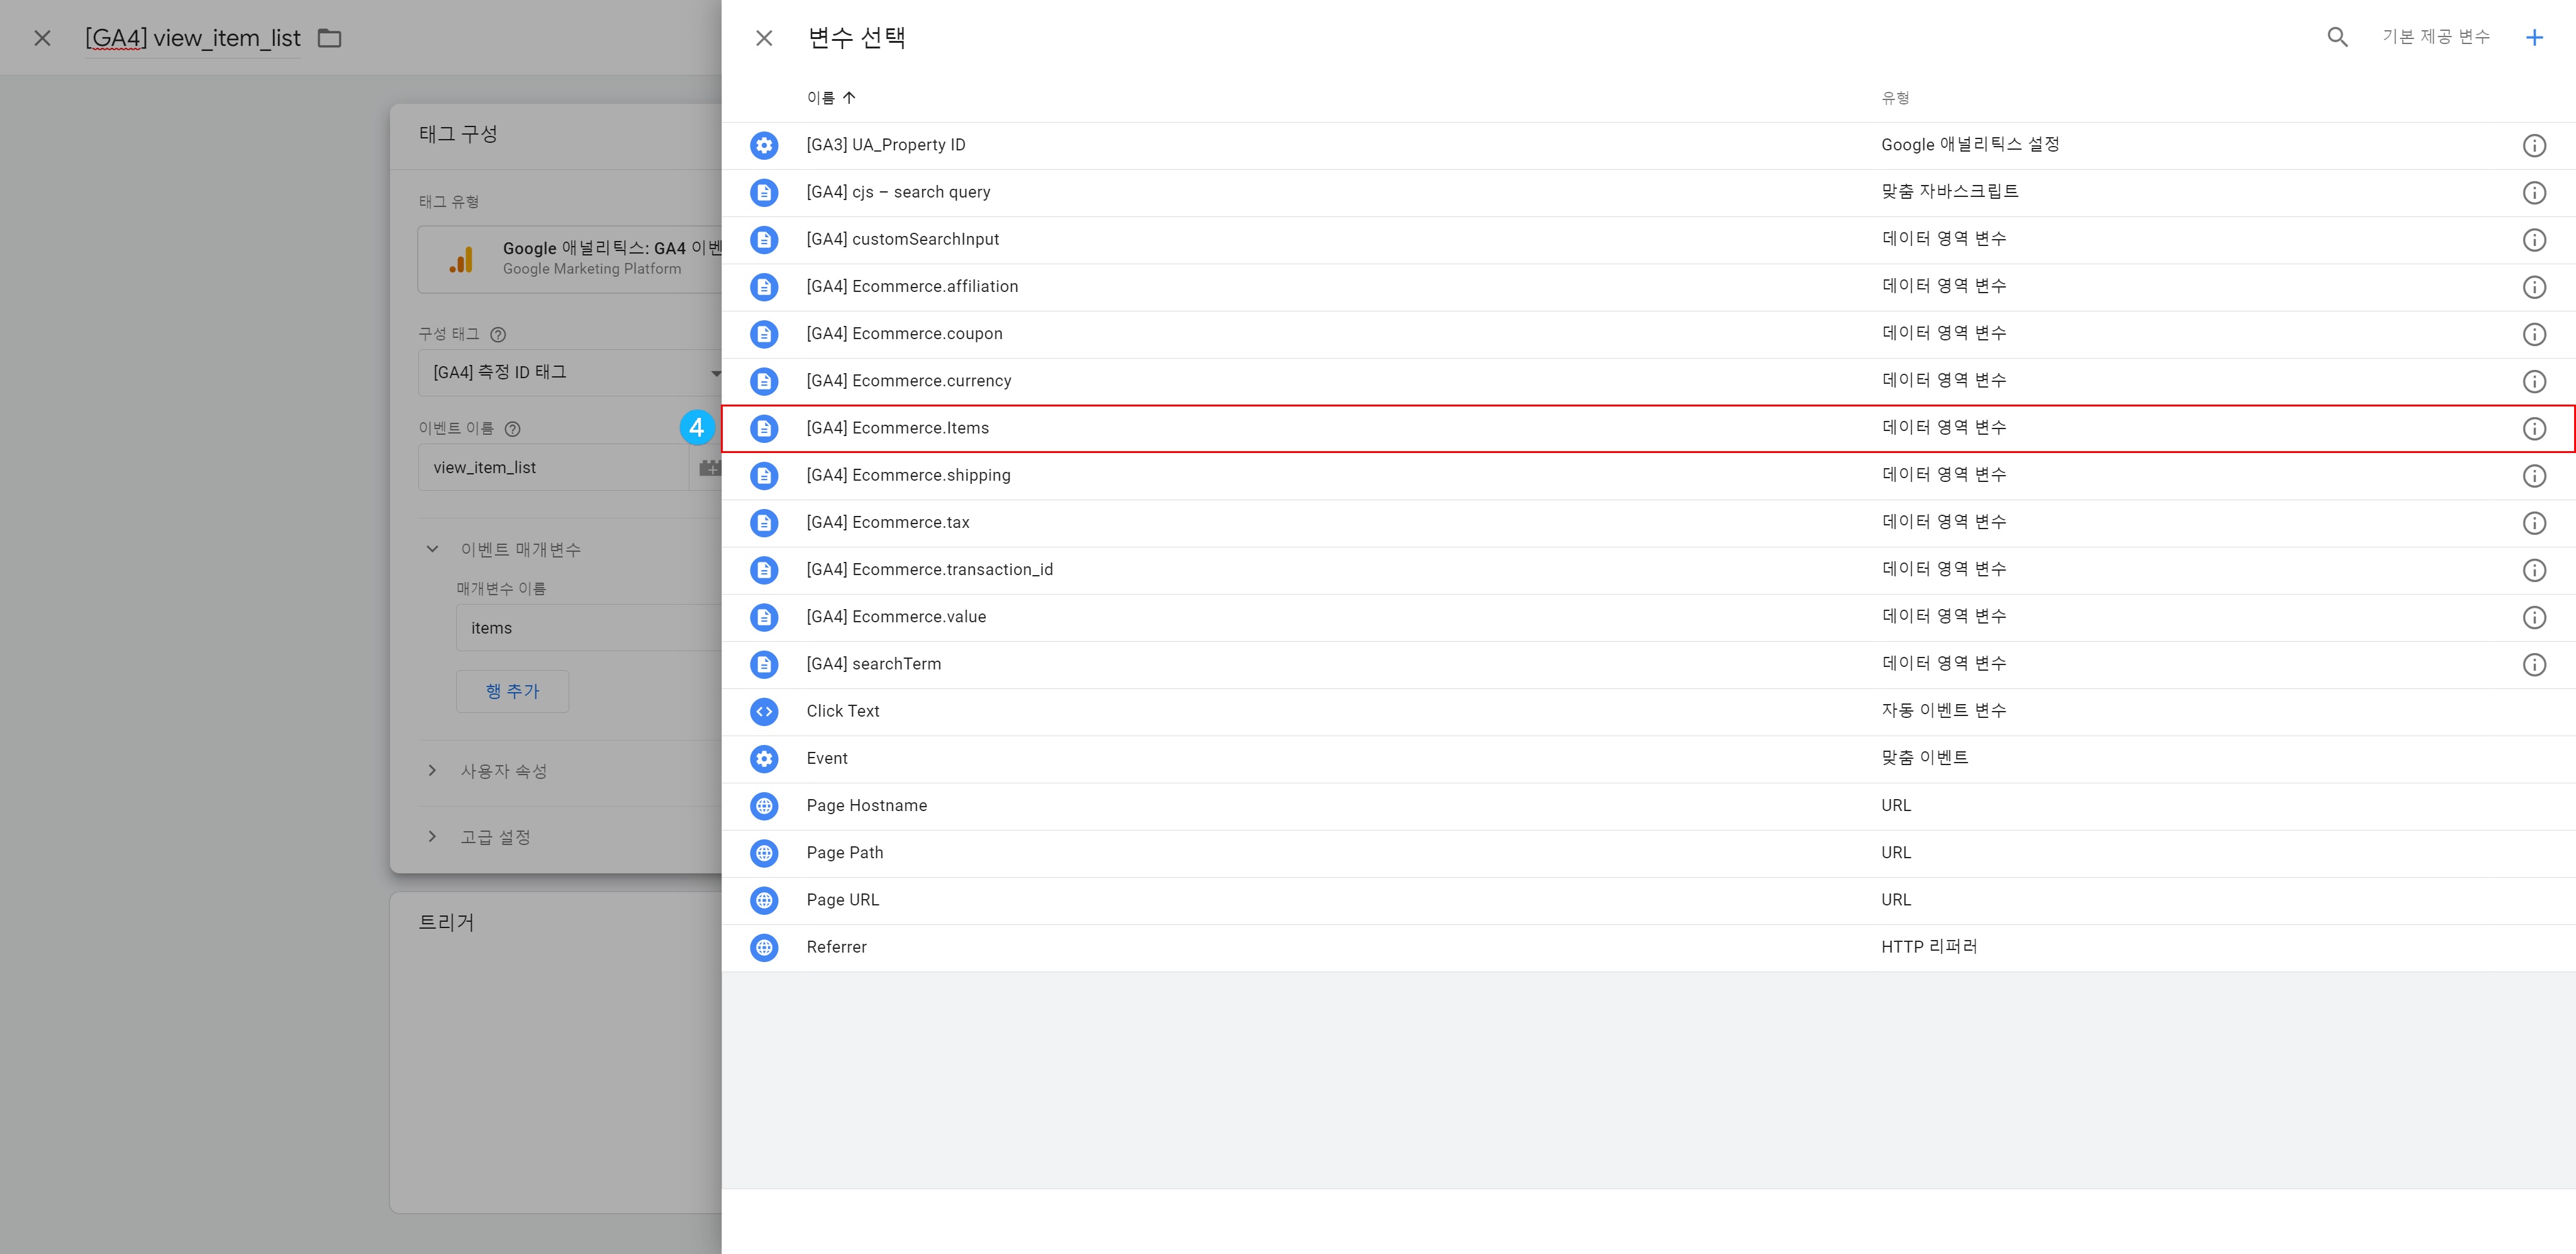 [GA4] view_item_list
태그 구성
태그 유형
Google 애널리틱스: GA4 이벤
Google Marketing Platform
구성 태그
[GA4] 측정 ID 태그
이벤트 이름
view_item_list
이벤트 매개변수
매개변수 이름
items
행 추가
사용자 속성
고급 설정
트리거
4
변수 선택
기본 제공 변수
이름 유형
[GA3] UA_Property ID Google 애널리틱스 설정
[GA4] cjs – search query 맞춤 자바스크립트
[GA4] customSearchInput 데이터 영역 변수
[GA4] Ecommerce.affiliation 데이터 영역 변수
[GA4] Ecommerce.coupon 데이터 영역 변수
[GA4] Ecommerce.currency 데이터 영역 변수
[GA4] Ecommerce.Items 데이터 영역 변수
[GA4] Ecommerce.shipping 데이터 영역 변수
[GA4] Ecommerce.tax 데이터 영역 변수
[GA4] Ecommerce.transaction_id 데이터 영역 변수
[GA4] Ecommerce.value 데이터 영역 변수
[GA4] searchTerm 데이터 영역 변수
Click Text 자동 이벤트 변수
Event 맞춤 이벤트
Page Hostname URL
Page Path URL
Page URL URL
Referrer HTTP 리퍼러